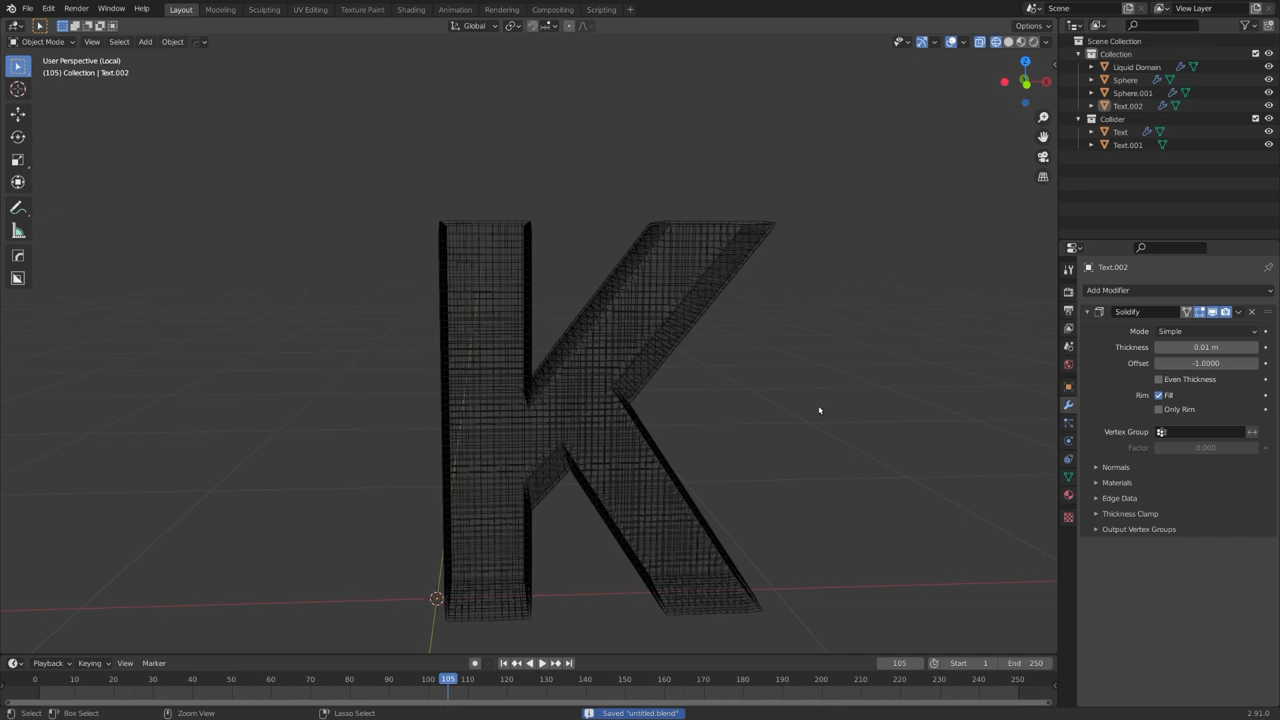 File Edit Render Window Help Layout Modeling Sculpting UV Editing Texture Paint Shading Animation Rendering Compositing Scripting + Scene View Layer
Global Options
Object Mode View Select Add Object
User Perspective (Local)
(105) Collection | Text.002
Z
Scene Collection
Collection
Liquid Domain
Sphere
Sphere.001
Text.002
Collider
Text
Text.001
Text.002
Add Modifier
Solidify
Mode Simple
Thickness 0.01 m
Offset -1.0000
Even Thickness
Rim Fill
Only Rim
Vertex Group
Factor 0.000
Normals
Materials
Edge Data
Thickness Clamp
Output Vertex Groups
K
Playback Keying View Marker 105 Start 1 End 250
0 10 20 30 40 50 60 70 80 90 100 105 110 120 130 140 150 160 170 180 190 200 210 220 230 240 250
Select Box Select Zoom View Lasso Select Saved "untitled.blend" 2.91.0